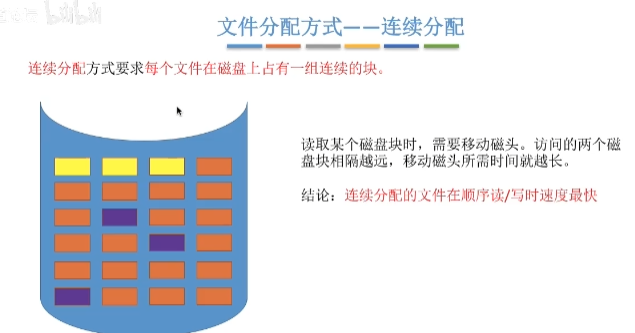 bilibili
文件分配方式——连续分配
连续分配方式要求每个文件在磁盘上占有一组连续的块。
读取某个磁盘块时，需要移动磁头。访问的两个磁
盘块相隔越远，移动磁头所需时间就越长。
结论：连续分配的文件在顺序读/写时速度最快